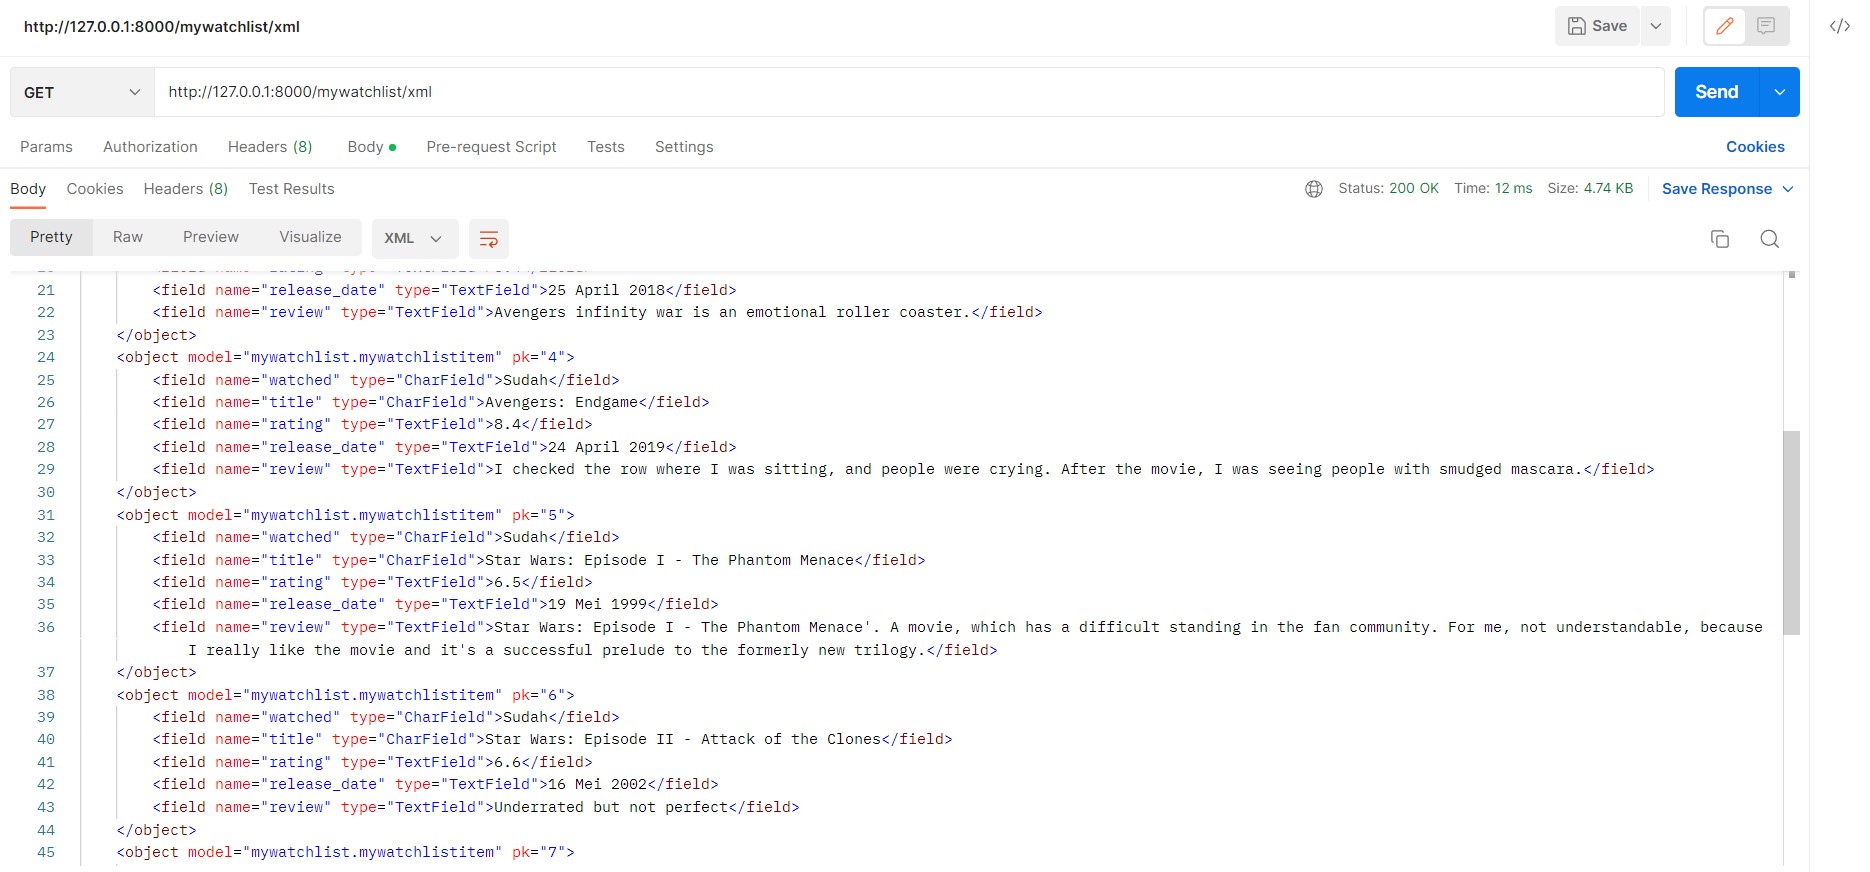 http://127.0.0.1:8000/mywatchlist/xml
Save
</>
GET
http://127.0.0.1:8000/mywatchlist/xml
Send
Params Authorization Headers (8) Body Pre-request Script Tests Settings Cookies
Body Cookies Headers (8) Test Results Status: 200 OK Time: 12 ms Size: 4.74 KB Save Response
Pretty Raw Preview Visualize XML
21 <field name="release_date" type="TextField">25 April 2018</field>
22 <field name="review" type="TextField">Avengers infinity war is an emotional roller coaster.</field>
23 </object>
24 <object model="mywatchlist.mywatchlistitem" pk="4">
25 <field name="watched" type="CharField">Sudah</field>
26 <field name="title" type="CharField">Avengers: Endgame</field>
27 <field name="rating" type="TextField">8.4</field>
28 <field name="release_date" type="TextField">24 April 2019</field>
29 <field name="review" type="TextField">I checked the row where I was sitting, and people were crying. After the movie, I was seeing people with smudged mascara.</field>
30 </object>
31 <object model="mywatchlist.mywatchlistitem" pk="5">
32 <field name="watched" type="CharField">Sudah</field>
33 <field name="title" type="CharField">Star Wars: Episode I - The Phantom Menace</field>
34 <field name="rating" type="TextField">6.5</field>
35 <field name="release_date" type="TextField">19 Mei 1999</field>
36 <field name="review" type="TextField">Star Wars: Episode I - The Phantom Menace'. A movie, which has a difficult standing in the fan community. For me, not understandable, because
I really like the movie and it's a successful prelude to the formerly new trilogy.</field>
37 </object>
38 <object model="mywatchlist.mywatchlistitem" pk="6">
39 <field name="watched" type="CharField">Sudah</field>
40 <field name="title" type="CharField">Star Wars: Episode II - Attack of the Clones</field>
41 <field name="rating" type="TextField">6.6</field>
42 <field name="release_date" type="TextField">16 Mei 2002</field>
43 <field name="review" type="TextField">Underrated but not perfect</field>
44 </object>
45 <object model="mywatchlist.mywatchlistitem" pk="7">